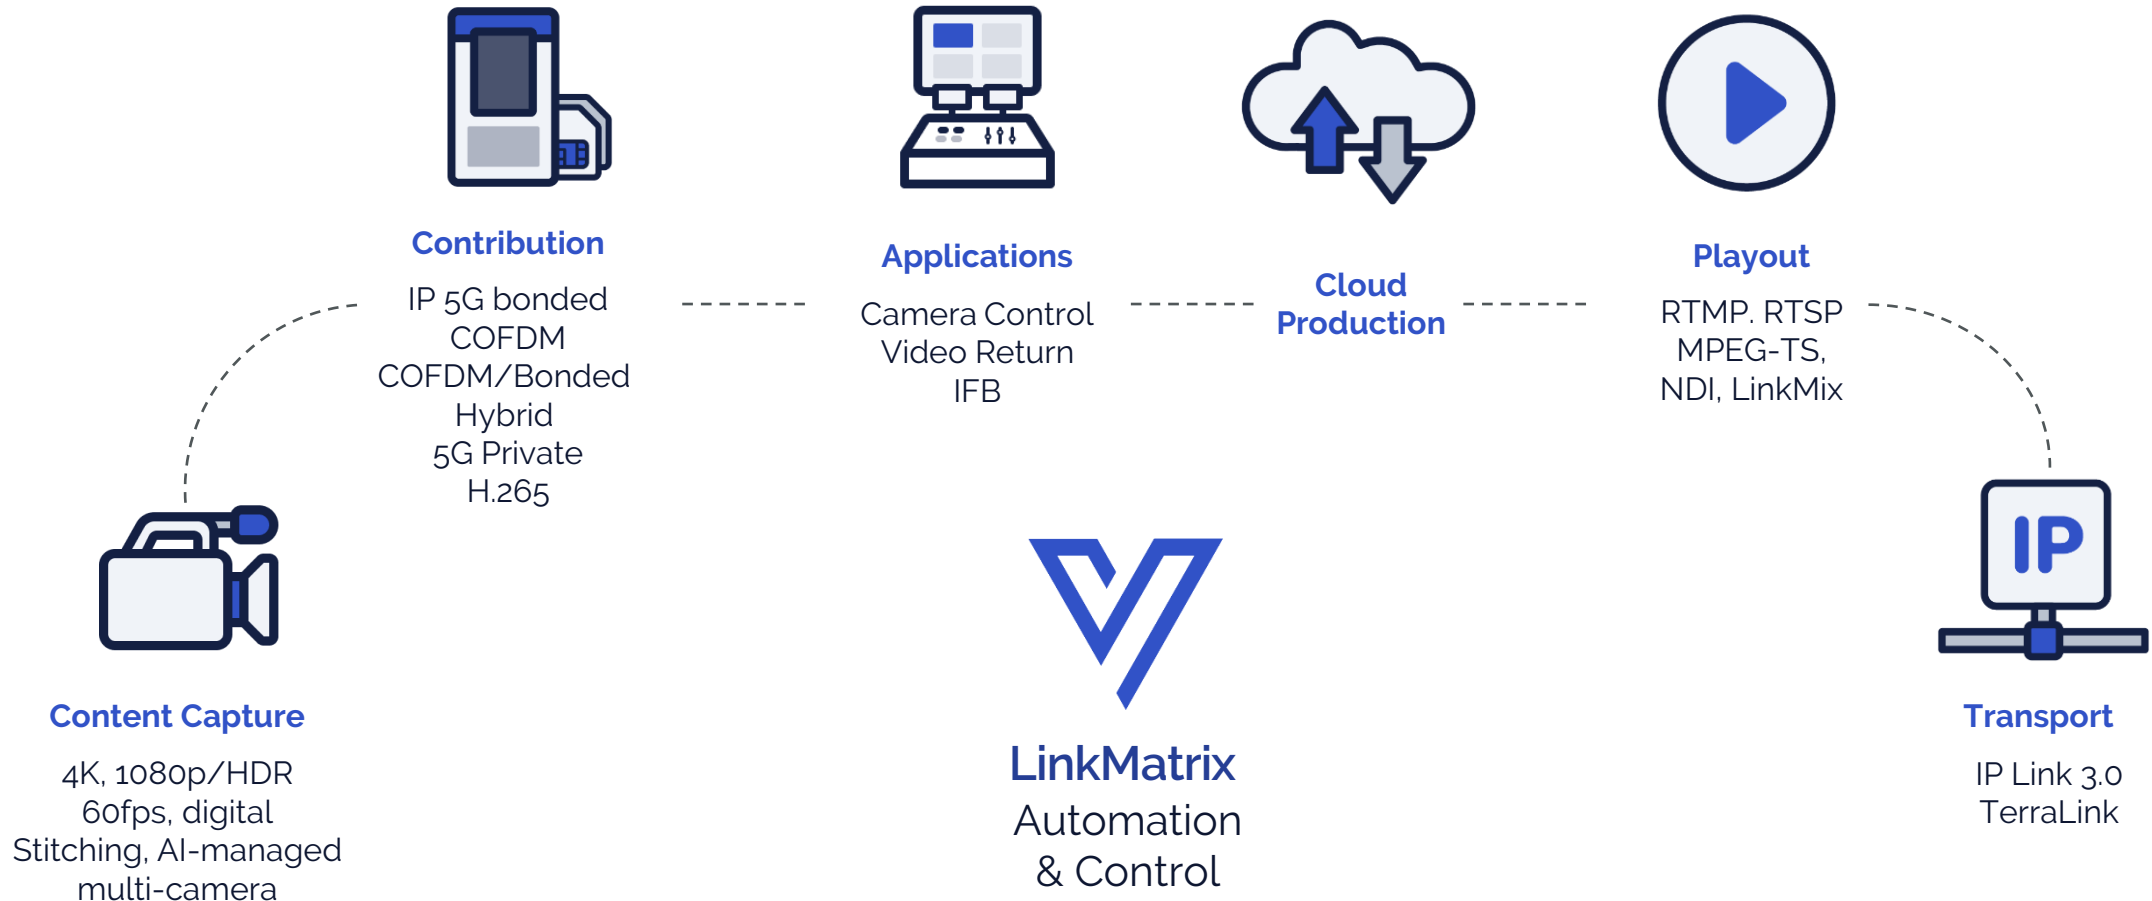 Contribution
IP 5G bonded
COFDM
COFDM/Bonded
Hybrid
5G Private
H.265
Applications
Camera Control
Video Return
IFB
Cloud
Production
Playout
RTMP. RTSP
MPEG-TS,
NDI, LinkMix
Content Capture
4K, 1080p/HDR
60fps, digital
Stitching, AI-managed
multi-camera
LinkMatrix
Automation
& Control
IP
Transport
IP Link 3.0
TerraLink